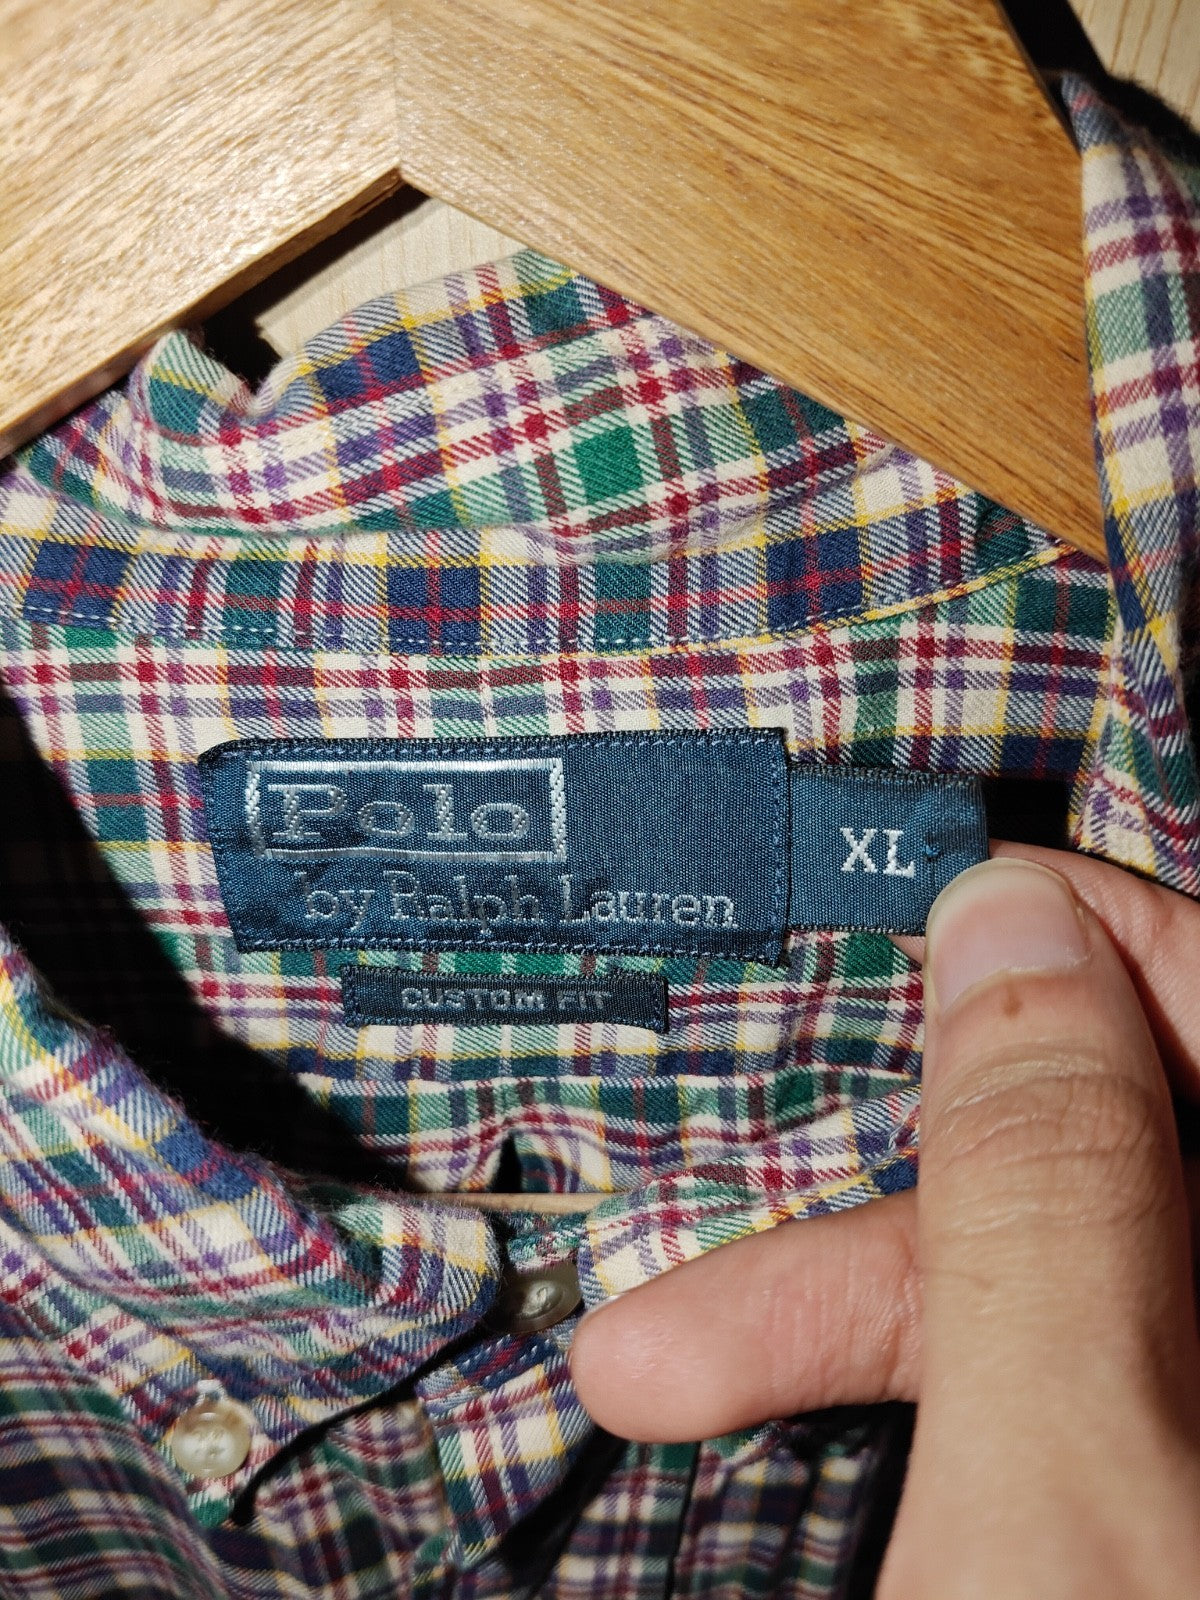 Polo
by Ralph Lauren
XL
CUSTOM FIT